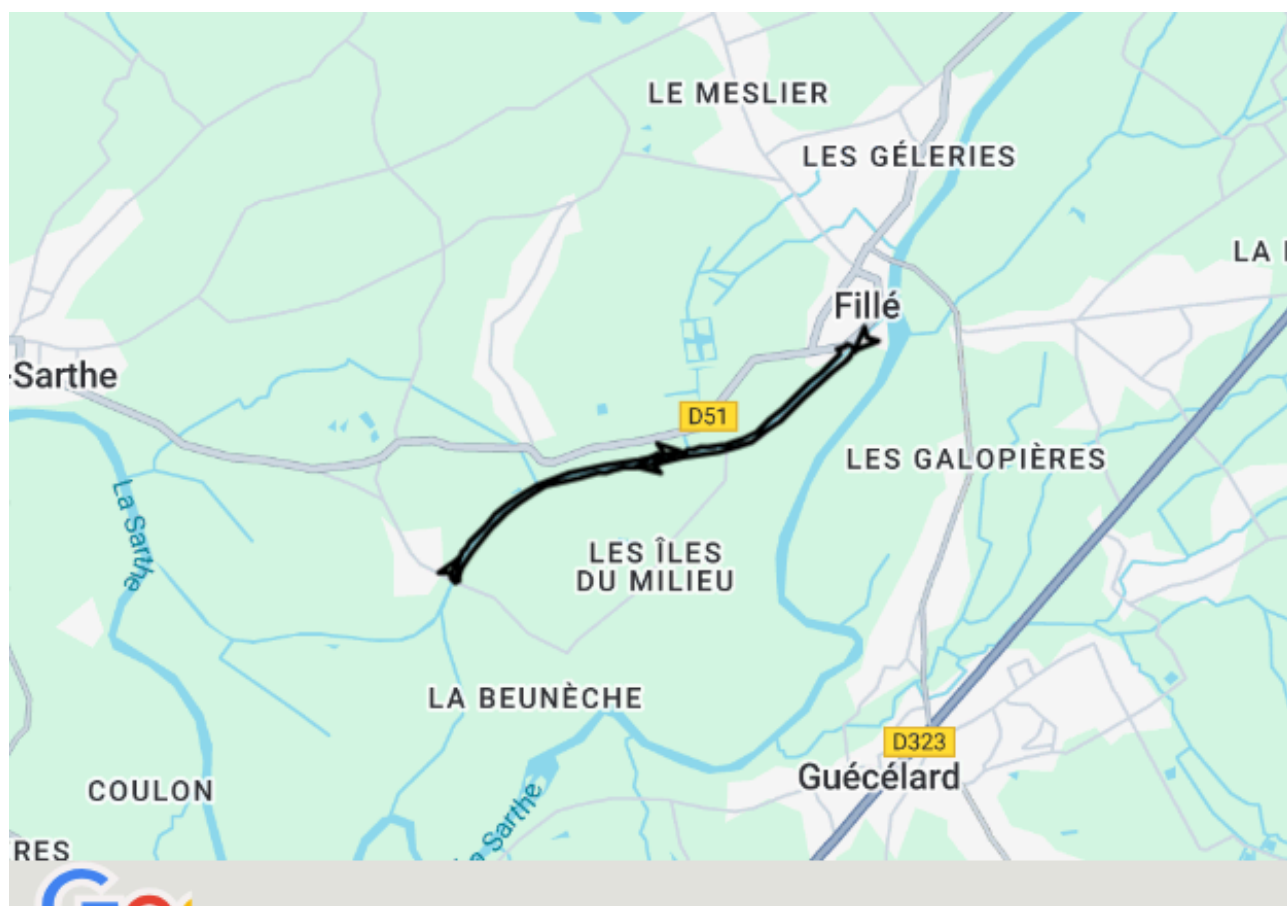 LE MESLIER
LES GÉLERIES
LA
Fillé
-Sarthe
D51
LES GALOPIÈRES
La Sarthe
LES ÎLES
DU MILIEU
LA BEUNÈCHE
D323
Guécélard
COULON
La Sarthe
RES